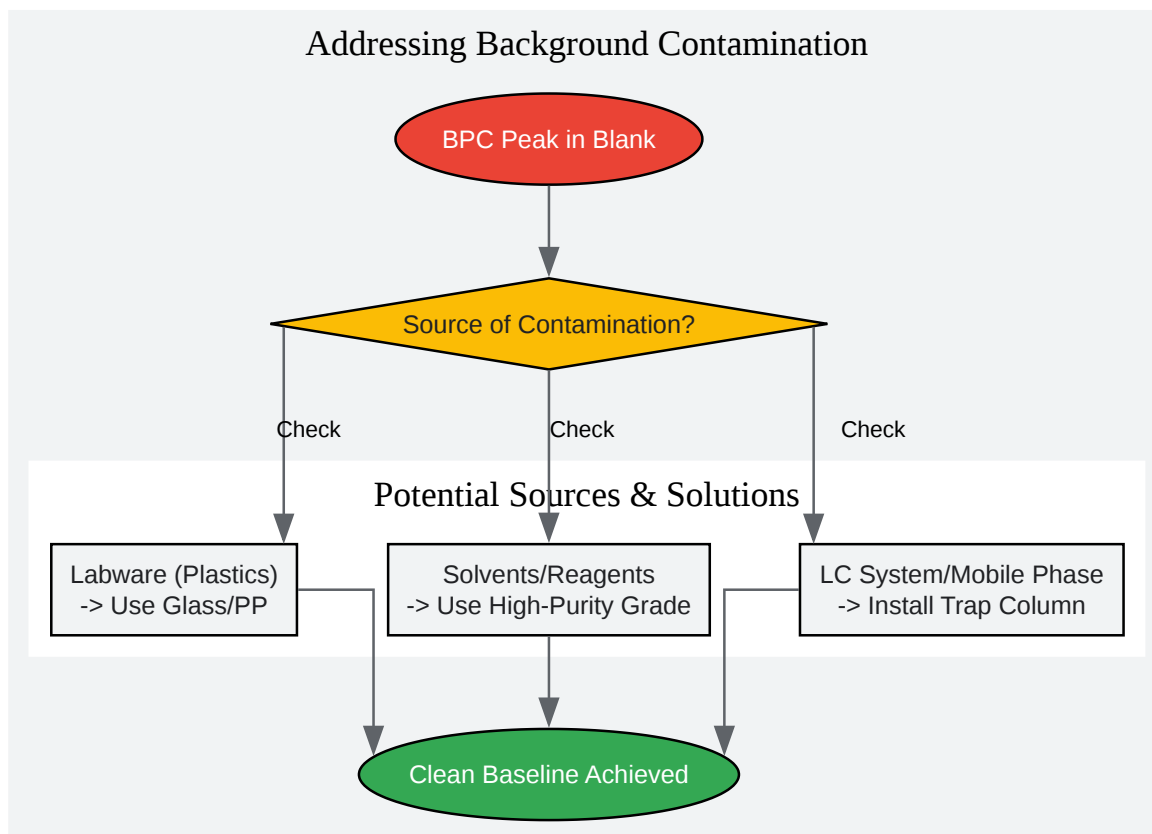 Addressing Background Contamination
BPC Peak in Blank
Source of Contamination?
Check
Check
Check
Potential Sources & Solutions
Labware (Plastics)
-> Use Glass/PP
Solvents/Reagents
-> Use High-Purity Grade
LC System/Mobile Phase
-> Install Trap Column
Clean Baseline Achieved